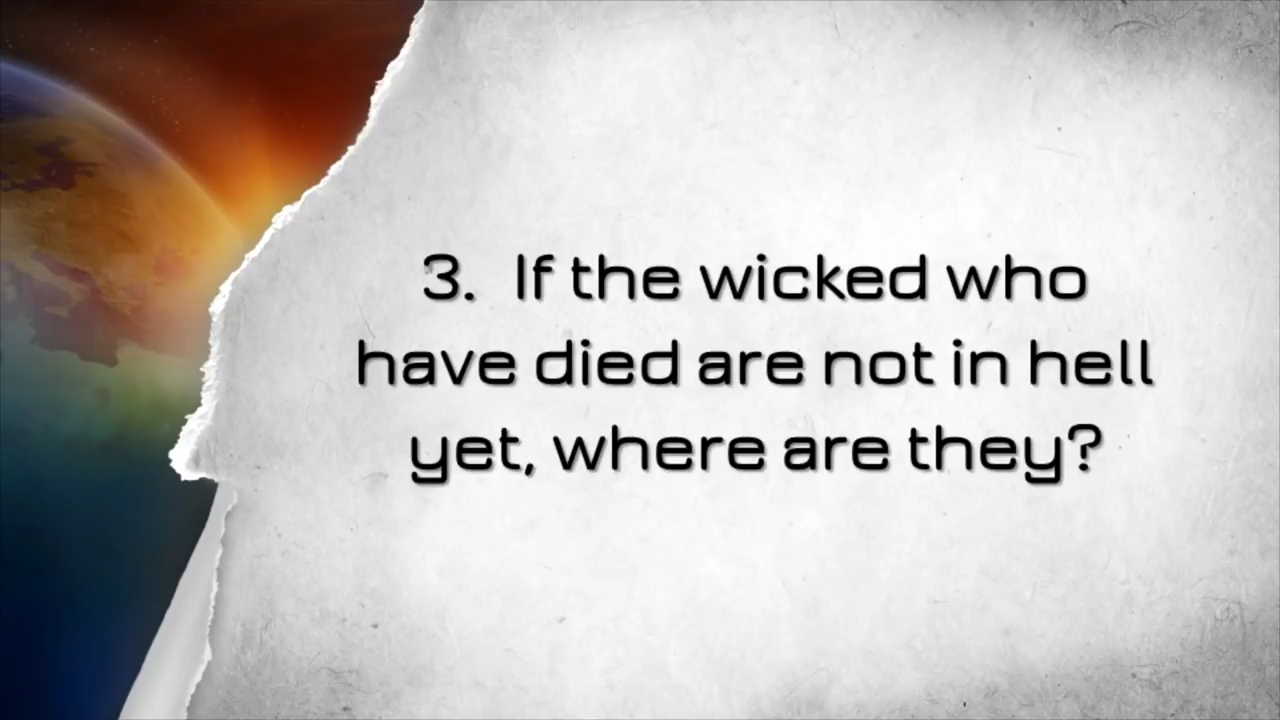 3. If the wicked who
have died are not in hell
yet, where are they?